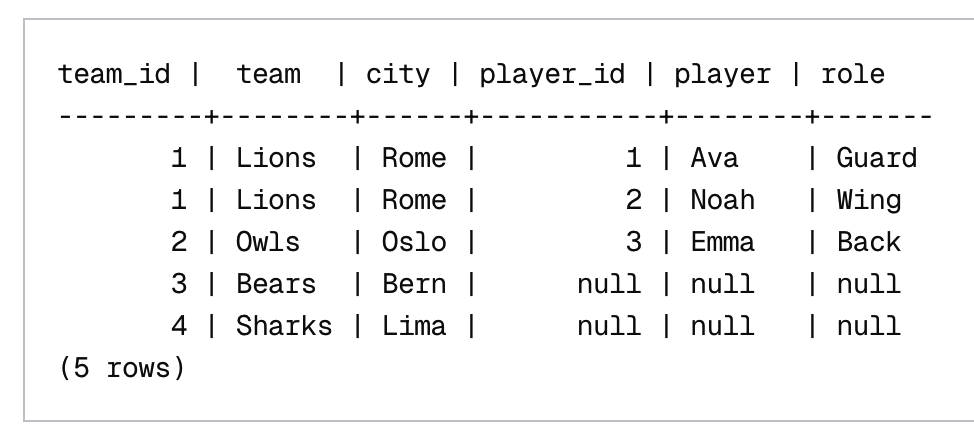 team_id |  team  | city | player_id | player | role
---------+--------+------+-----------+--------+-------
       1 | Lions  | Rome |         1 | Ava    | Guard
       1 | Lions  | Rome |         2 | Noah   | Wing
       2 | Owls   | Oslo |         3 | Emma   | Back
       3 | Bears  | Bern |      null | null   | null
       4 | Sharks | Lima |      null | null   | null
(5 rows)